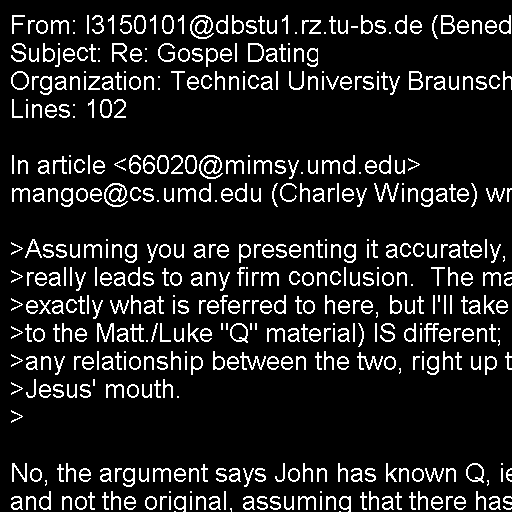 From: I3150101@dbstu1.rz.tu-bs.de (Bened
Subject: Re: Gospel Dating
Organization: Technical University Braunsch
Lines: 102

In article <66020@mimsy.umd.edu>
mangoe@cs.umd.edu (Charley Wingate) wr

>Assuming you are presenting it accurately,
>really leads to any firm conclusion.  The ma
>exactly what is referred to here, but I'll take
>to the Matt./Luke "Q" material) IS different;
>any relationship between the two, right up t
>Jesus' mouth.
>

No, the argument says John has known Q, ie
and not the original, assuming that there has